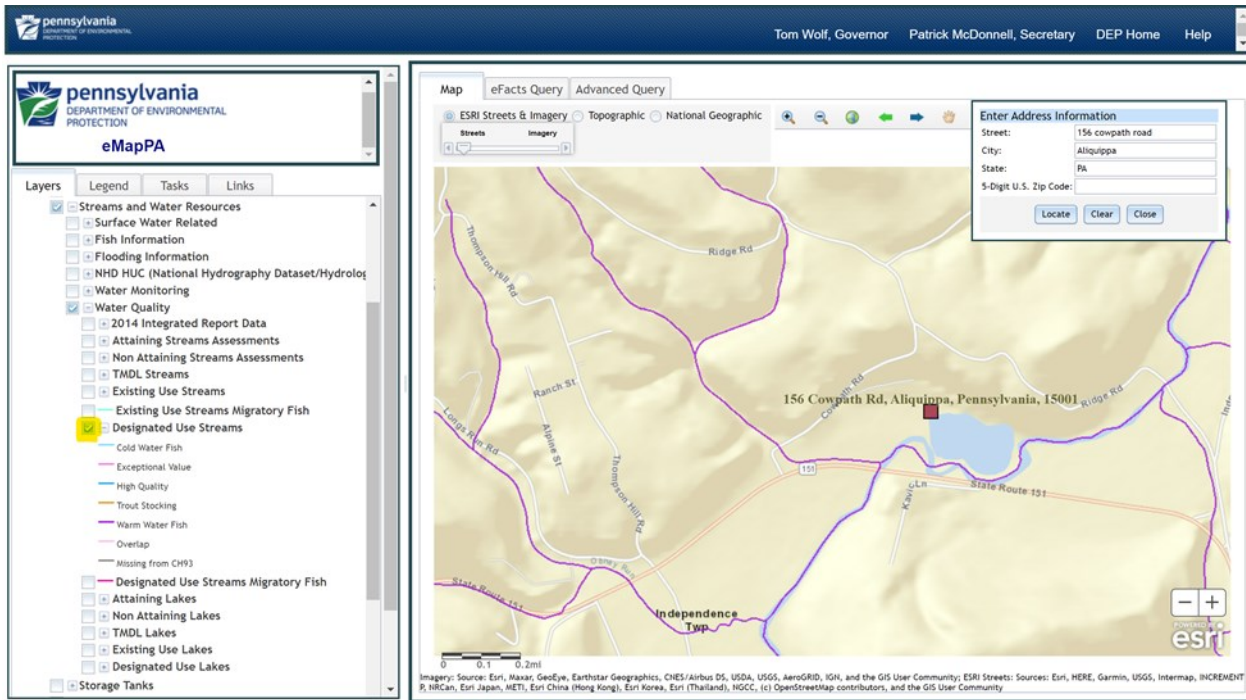 pennsylvania
DEPARTMENT OF ENVIRONMENTAL
PROTECTION
Tom Wolf, Governor Patrick McDonnell, Secretary DEP Home Help
pennsylvania
DEPARTMENT OF ENVIRONMENTAL
PROTECTION
eMapPA
Layers Legend Tasks Links
Streams and Water Resources
Surface Water Related
Fish Information
Flooding Information
NHD HUC (National Hydrography Dataset/Hydrolog
Water Monitoring
Water Quality
2014 Integrated Report Data
Attaining Streams Assessments
Non Attaining Streams Assessments
TMDL Streams
Existing Use Streams
Existing Use Streams Migratory Fish
Designated Use Streams
Cold Water Fish
Exceptional Value
High Quality
Trout Stocking
Warm Water Fish
Overlap
Missing from CH93
Designated Use Streams Migratory Fish
Attaining Lakes
Non Attaining Lakes
TMDL Lakes
Existing Use Lakes
Designated Use Lakes
Storage Tanks
Map eFacts Query Advanced Query
ESRI Streets & Imagery Topographic National Geographic
Streets Imagery
Enter Address Information
Street: 156 cowpath road
City: Aliquippa
State: PA
5-Digit U.S. Zip Code:
Locate Clear Close
Thompson Hill Rd
Ridge Rd
Ranch St
Alpine St
Longs Run Rd
Thompson Hill Rd
Cowpath Rd
156 Cowpath Rd, Aliquippa, Pennsylvania, 15001
Ridge Rd
151
Kavic Ln
State Route 151
State Route 151
Independence
Twp
0 0.1 0.2mi
POWERED BY
esri
Imagery: Source: Esri, Maxar, GeoEye, Earthstar Geographics, CNES/Airbus DS, USDA, USGS, AeroGRID, IGN, and the GIS User Community; ESRI Streets: Sources: Esri, HERE, Garmin, USGS, Intermap, INCREMENT
P, NRCan, Esri Japan, METI, Esri China (Hong Kong), Esri Korea, Esri (Thailand), NGCC, (c) OpenStreetMap contributors, and the GIS User Community